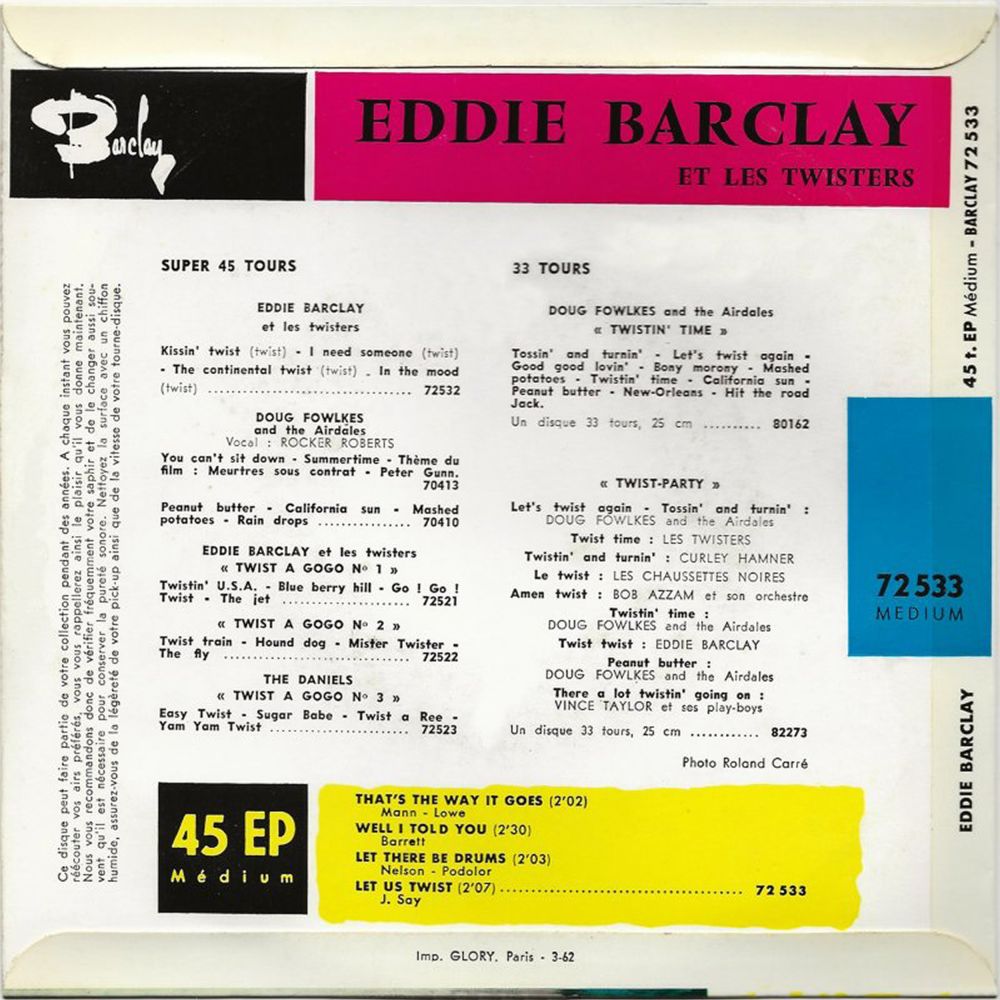 Barclay
EDDIE BARCLAY
ET LES TWISTERS
45 t. EP Médium - BARCLAY 72 533
SUPER 45 TOURS
EDDIE BARCLAY
et les twisters
Kissin' twist (twist) - I need someone (twist)
- The continental twist (twist) - In the mood
(twist) .......................... 72532
DOUG FOWLKES
and the Airdales
Vocal : ROCKER ROBERTS
You can't sit down - Summertime - Thème du
film : Meurtres sous contrat - Peter Gunn.
70413
Peanut butter - California sun - Mashed
potatoes - Rain drops ............... 70410
EDDIE BARCLAY et les twisters
« TWIST A GOGO Nº 1 »
Twistin' U.S.A. - Blue berry hill - Go ! Go !
Twist - The jet .................... 72521
« TWIST A GOGO Nº 2 »
Twist train - Hound dog - Mister Twister -
The fly ............................ 72522
THE DANIELS
« TWIST A GOGO Nº 3 »
Easy Twist - Sugar Babe - Twist a Ree -
Yam Yam Twist ...................... 72523
33 TOURS
DOUG FOWLKES and the Airdales
« TWISTIN' TIME »
Tossin' and turnin' - Let's twist again -
Good good lovin' - Bony morony - Mashed
potatoes - Twistin' time - California sun -
Peanut butter - New-Orleans - Hit the road
Jack.
Un disque 33 tours, 25 cm .......... 80162
« TWIST-PARTY »
Let's twist again - Tossin' and turnin' :
DOUG FOWLKES and the Airdales
Twist time : LES TWISTERS
Twistin' and turnin' : CURLEY HAMNER
Le twist : LES CHAUSSETTES NOIRES
Amen twist : BOB AZZAM et son orchestre
Twistin' time :
DOUG FOWLKES and the Airdales
Twist twist : EDDIE BARCLAY
Peanut butter :
DOUG FOWLKES and the Airdales
There a lot twistin' going on :
VINCE TAYLOR et ses play-boys
Un disque 33 tours, 25 cm ............ 82273
Photo Roland Carré
72 533
MEDIUM
EDDIE BARCLAY
Ce disque peut faire partie de votre collection pendant des années. A chaque instant vous pouvez
réécouter vos airs préférés, vous vous rappellerez ainsi le plaisir qu'il vous donne maintenant.
Nous vous recommandons donc de vérifier fréquemment votre saphir et de le changer aussi sou-
vent qu'il est nécessaire pour conserver la pureté sonore. Nettoyez la surface avec un chiffon
humide, assurez-vous de la légèreté de votre pick-up ainsi que de la vitesse de votre tourne-disque.
45 EP
Médium
THAT'S THE WAY IT GOES (2'02)
Mann - Lowe
WELL I TOLD YOU (2'30)
Barrett
LET THERE BE DRUMS (2'03)
Nelson - Podolor
LET US TWIST (2'07) .................................... 72 533
J. Say
Imp. GLORY. Paris - 3-62